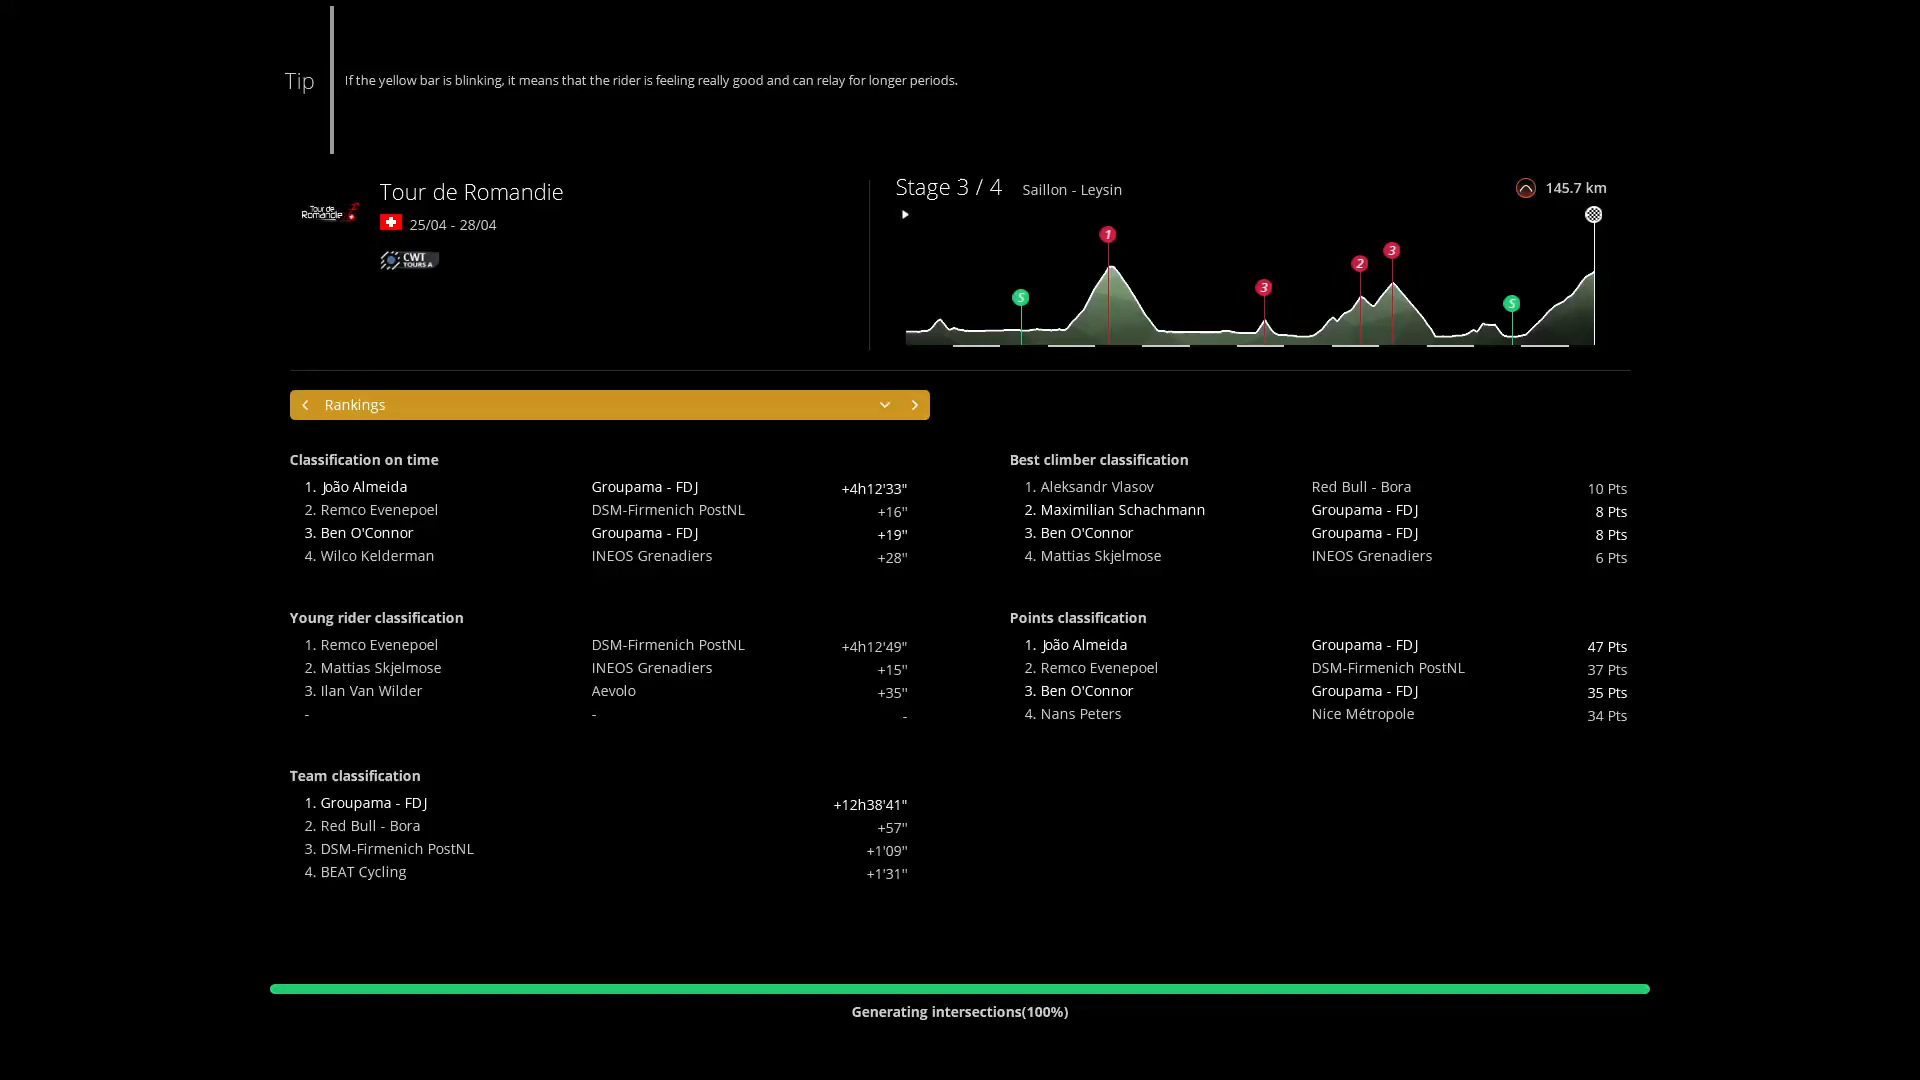 Tip
If the yellow bar is blinking, it means that the rider is feeling really good and can relay for longer periods.
Tour de Romandie
Tour de Romandie
25/04 - 28/04
CWT TOURS A
Stage 3 / 4 Saillon - Leysin 145.7 km
S 1 3 2 3 S
Rankings
Classification on time
1. João Almeida Groupama - FDJ +4h12'33"
2. Remco Evenepoel DSM-Firmenich PostNL +16"
3. Ben O'Connor Groupama - FDJ +19"
4. Wilco Kelderman INEOS Grenadiers +28"
Best climber classification
1. Aleksandr Vlasov Red Bull - Bora 10 Pts
2. Maximilian Schachmann Groupama - FDJ 8 Pts
3. Ben O'Connor Groupama - FDJ 8 Pts
4. Mattias Skjelmose INEOS Grenadiers 6 Pts
Young rider classification
1. Remco Evenepoel DSM-Firmenich PostNL +4h12'49"
2. Mattias Skjelmose INEOS Grenadiers +15"
3. Ilan Van Wilder Aevolo +35"
- - -
Points classification
1. João Almeida Groupama - FDJ 47 Pts
2. Remco Evenepoel DSM-Firmenich PostNL 37 Pts
3. Ben O'Connor Groupama - FDJ 35 Pts
4. Nans Peters Nice Métropole 34 Pts
Team classification
1. Groupama - FDJ +12h38'41"
2. Red Bull - Bora +57"
3. DSM-Firmenich PostNL +1'09"
4. BEAT Cycling +1'31"
Generating intersections(100%)